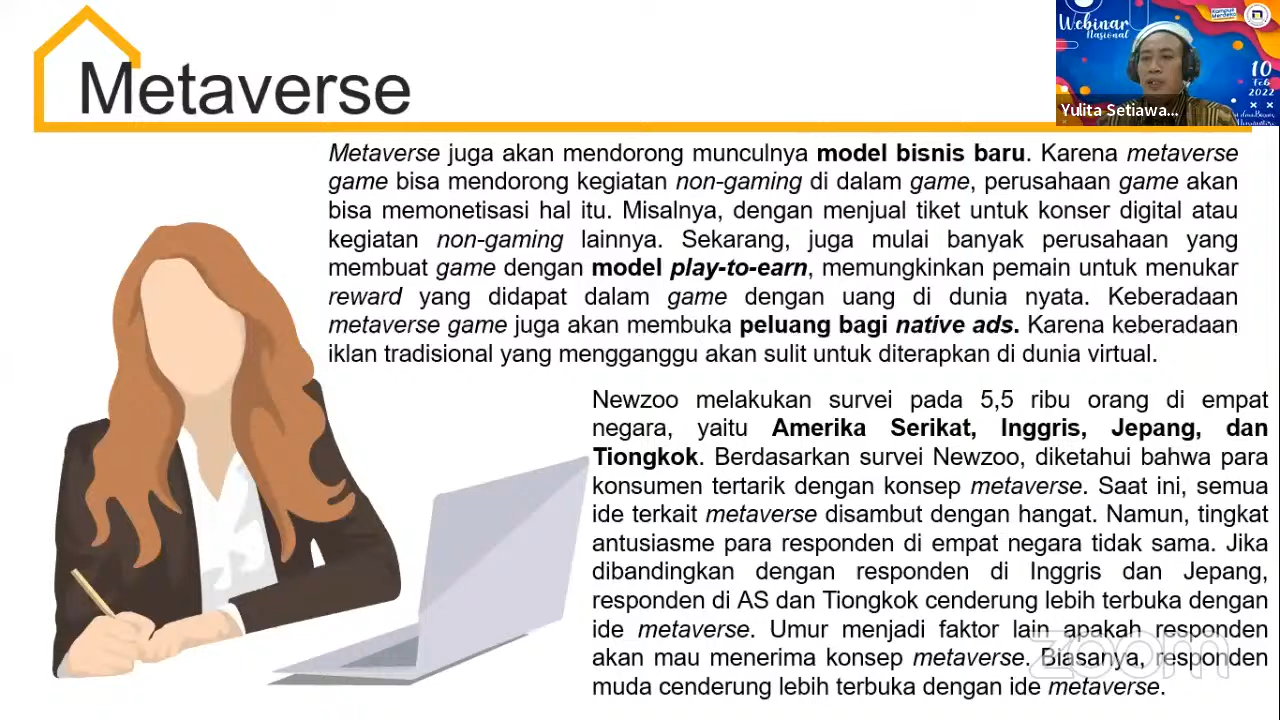 Metaverse
Webinar
Nasional
Kampus
Merdeka
10
Feb
2022
Yulita Setiawa...
Metaverse juga akan mendorong munculnya model bisnis baru. Karena metaverse
game bisa mendorong kegiatan non-gaming di dalam game, perusahaan game akan
bisa memonetisasi hal itu. Misalnya, dengan menjual tiket untuk konser digital atau
kegiatan non-gaming lainnya. Sekarang, juga mulai banyak perusahaan yang
membuat game dengan model play-to-earn, memungkinkan pemain untuk menukar
reward yang didapat dalam game dengan uang di dunia nyata. Keberadaan
metaverse game juga akan membuka peluang bagi native ads. Karena keberadaan
iklan tradisional yang mengganggu akan sulit untuk diterapkan di dunia virtual.
Newzoo melakukan survei pada 5,5 ribu orang di empat
negara, yaitu Amerika Serikat, Inggris, Jepang, dan
Tiongkok. Berdasarkan survei Newzoo, diketahui bahwa para
konsumen tertarik dengan konsep metaverse. Saat ini, semua
ide terkait metaverse disambut dengan hangat. Namun, tingkat
antusiasme para responden di empat negara tidak sama. Jika
dibandingkan dengan responden di Inggris dan Jepang,
responden di AS dan Tiongkok cenderung lebih terbuka dengan
ide metaverse. Umur menjadi faktor lain apakah responden
akan mau menerima konsep metaverse. Biasanya, responden
muda cenderung lebih terbuka dengan ide metaverse.
zoom